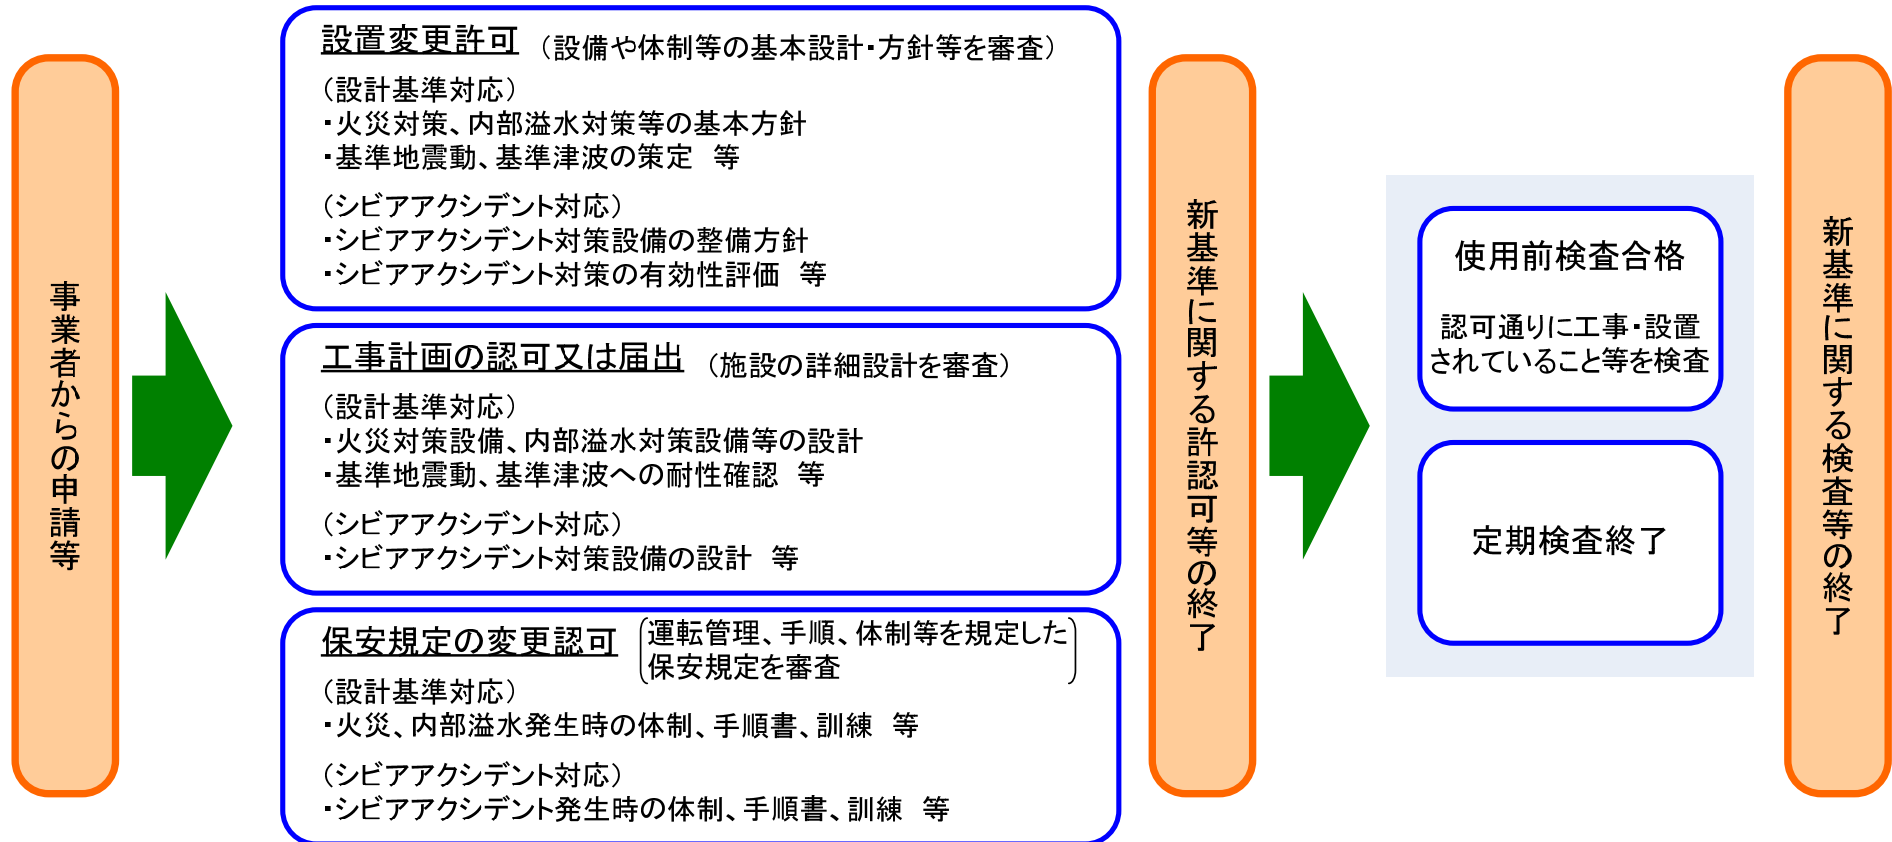 事業者からの申請等
設置変更許可 （設備や体制等の基本設計・方針等を審査）
（設計基準対応）
・火災対策、内部溢水対策等の基本方針
・基準地震動、基準津波の策定　等
（シビアアクシデント対応）
・シビアアクシデント対策設備の整備方針
・シビアアクシデント対策の有効性評価　等
工事計画の認可又は届出 （施設の詳細設計を審査）
（設計基準対応）
・火災対策設備、内部溢水対策設備等の設計
・基準地震動、基準津波への耐性確認　等
（シビアアクシデント対応）
・シビアアクシデント対策設備の設計　等
保安規定の変更認可 （運転管理、手順、体制等を規定した
保安規定を審査）
（設計基準対応）
・火災、内部溢水発生時の体制、手順書、訓練　等
（シビアアクシデント対応）
・シビアアクシデント発生時の体制、手順書、訓練　等
新基準に関する許認可等の終了
使用前検査合格
認可通りに工事・設置
されていること等を検査
定期検査終了
新基準に関する検査等の終了